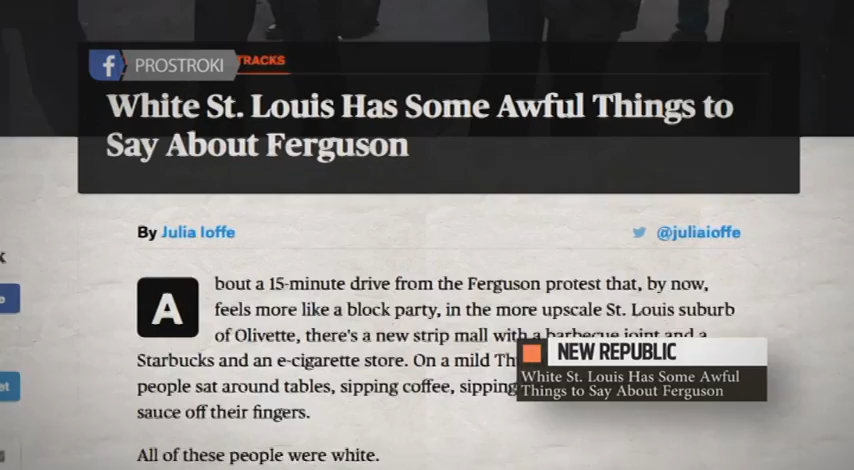 f PROSTROKI TRACKS
White St. Louis Has Some Awful Things to
Say About Ferguson
By Julia Ioffe @juliaioffe
About a 15-minute drive from the Ferguson protest that, by now,
feels more like a block party, in the more upscale St. Louis suburb
of Olivette, there's a new strip mall with a barbecue joint and a
Starbucks and an e-cigarette store. On a mild
people sat around tables, sipping coffee, sipping
sauce off their fingers.
All of these people were white.
NEW REPUBLIC
White St. Louis Has Some Awful
Things to Say About Ferguson